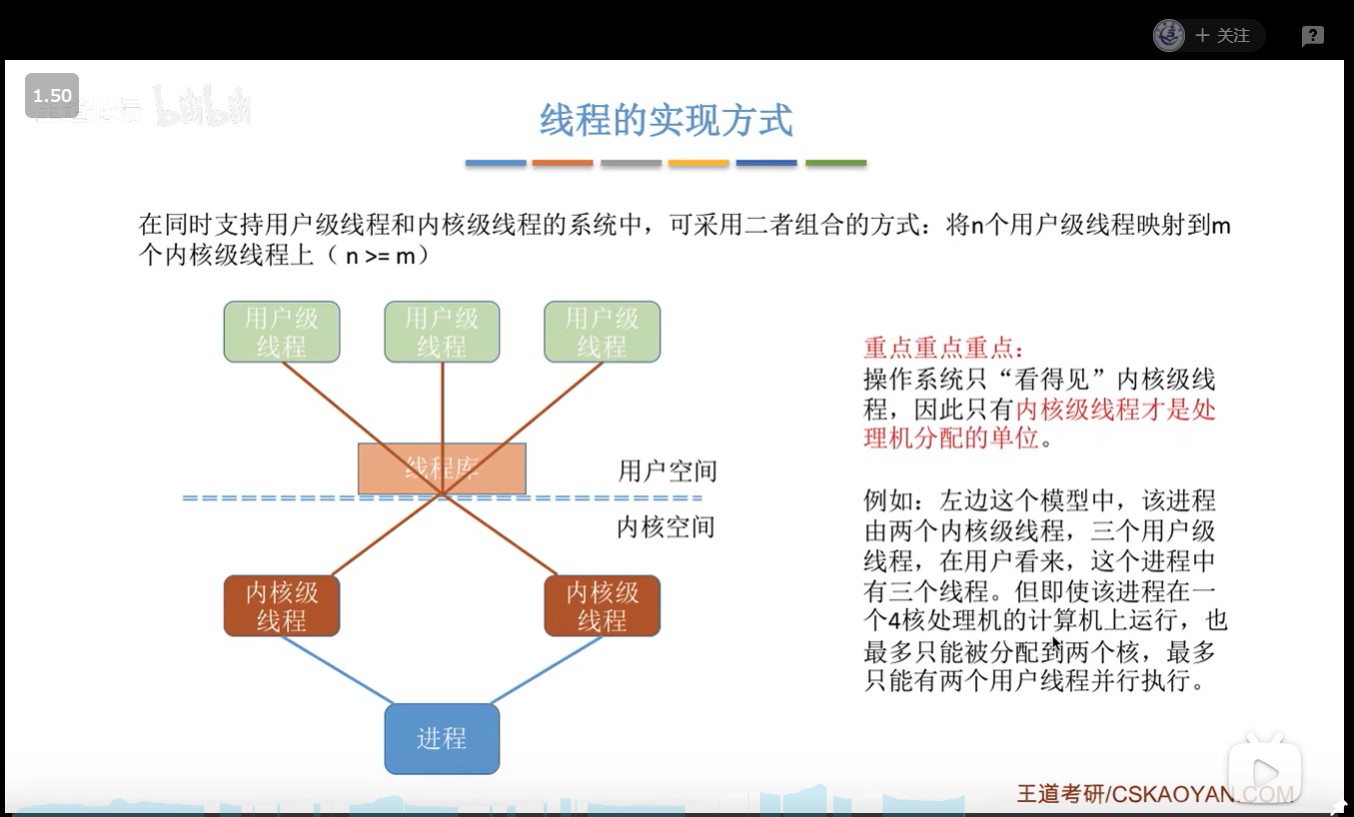 + 关注
?
1.50
bilibili
线程的实现方式
在同时支持用户级线程和内核级线程的系统中，可采用二者组合的方式：将n个用户级线程映射到m
个内核级线程上（ n >= m）
用户级
线程
用户级
线程
用户级
线程
线程库
用户空间
内核空间
内核级
线程
内核级
线程
进程
重点重点重点：
操作系统只“看得见”内核级线
程，因此只有内核级线程才是处
理机分配的单位。
例如：左边这个模型中，该进程
由两个内核级线程，三个用户级
线程，在用户看来，这个进程中
有三个线程。但即使该进程在一
个4核处理机的计算机上运行，也
最多只能被分配到两个核，最多
只能有两个用户线程并行执行。
王道考研/CSKAOYAN.COM